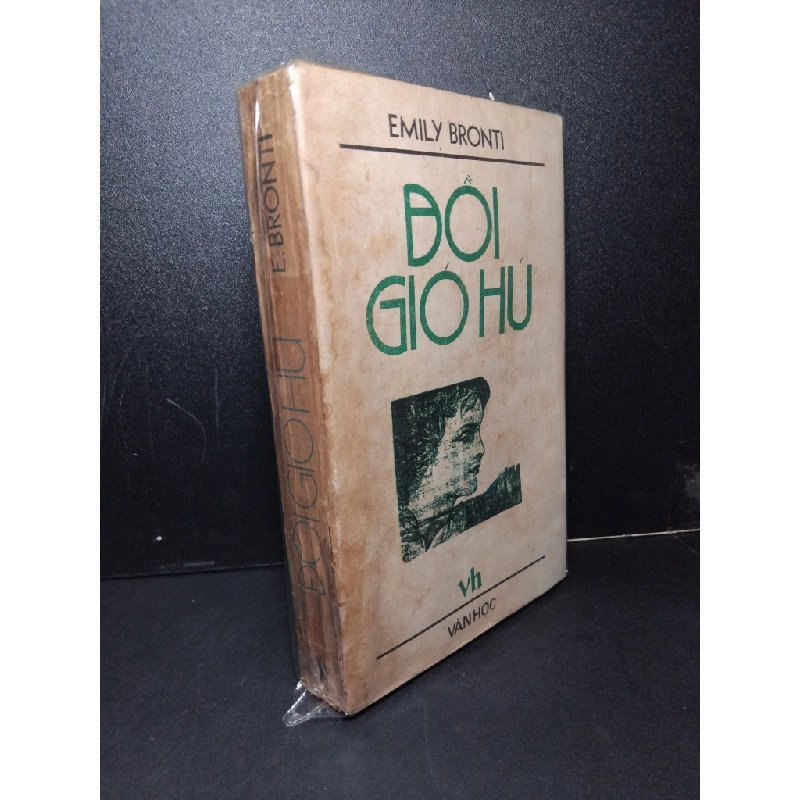 EMILY BRONTI
ĐỒI
GIÓ HÚ
vh
VĂN HỌC
E. BRONTI
ĐỒI GIÓ HÚ